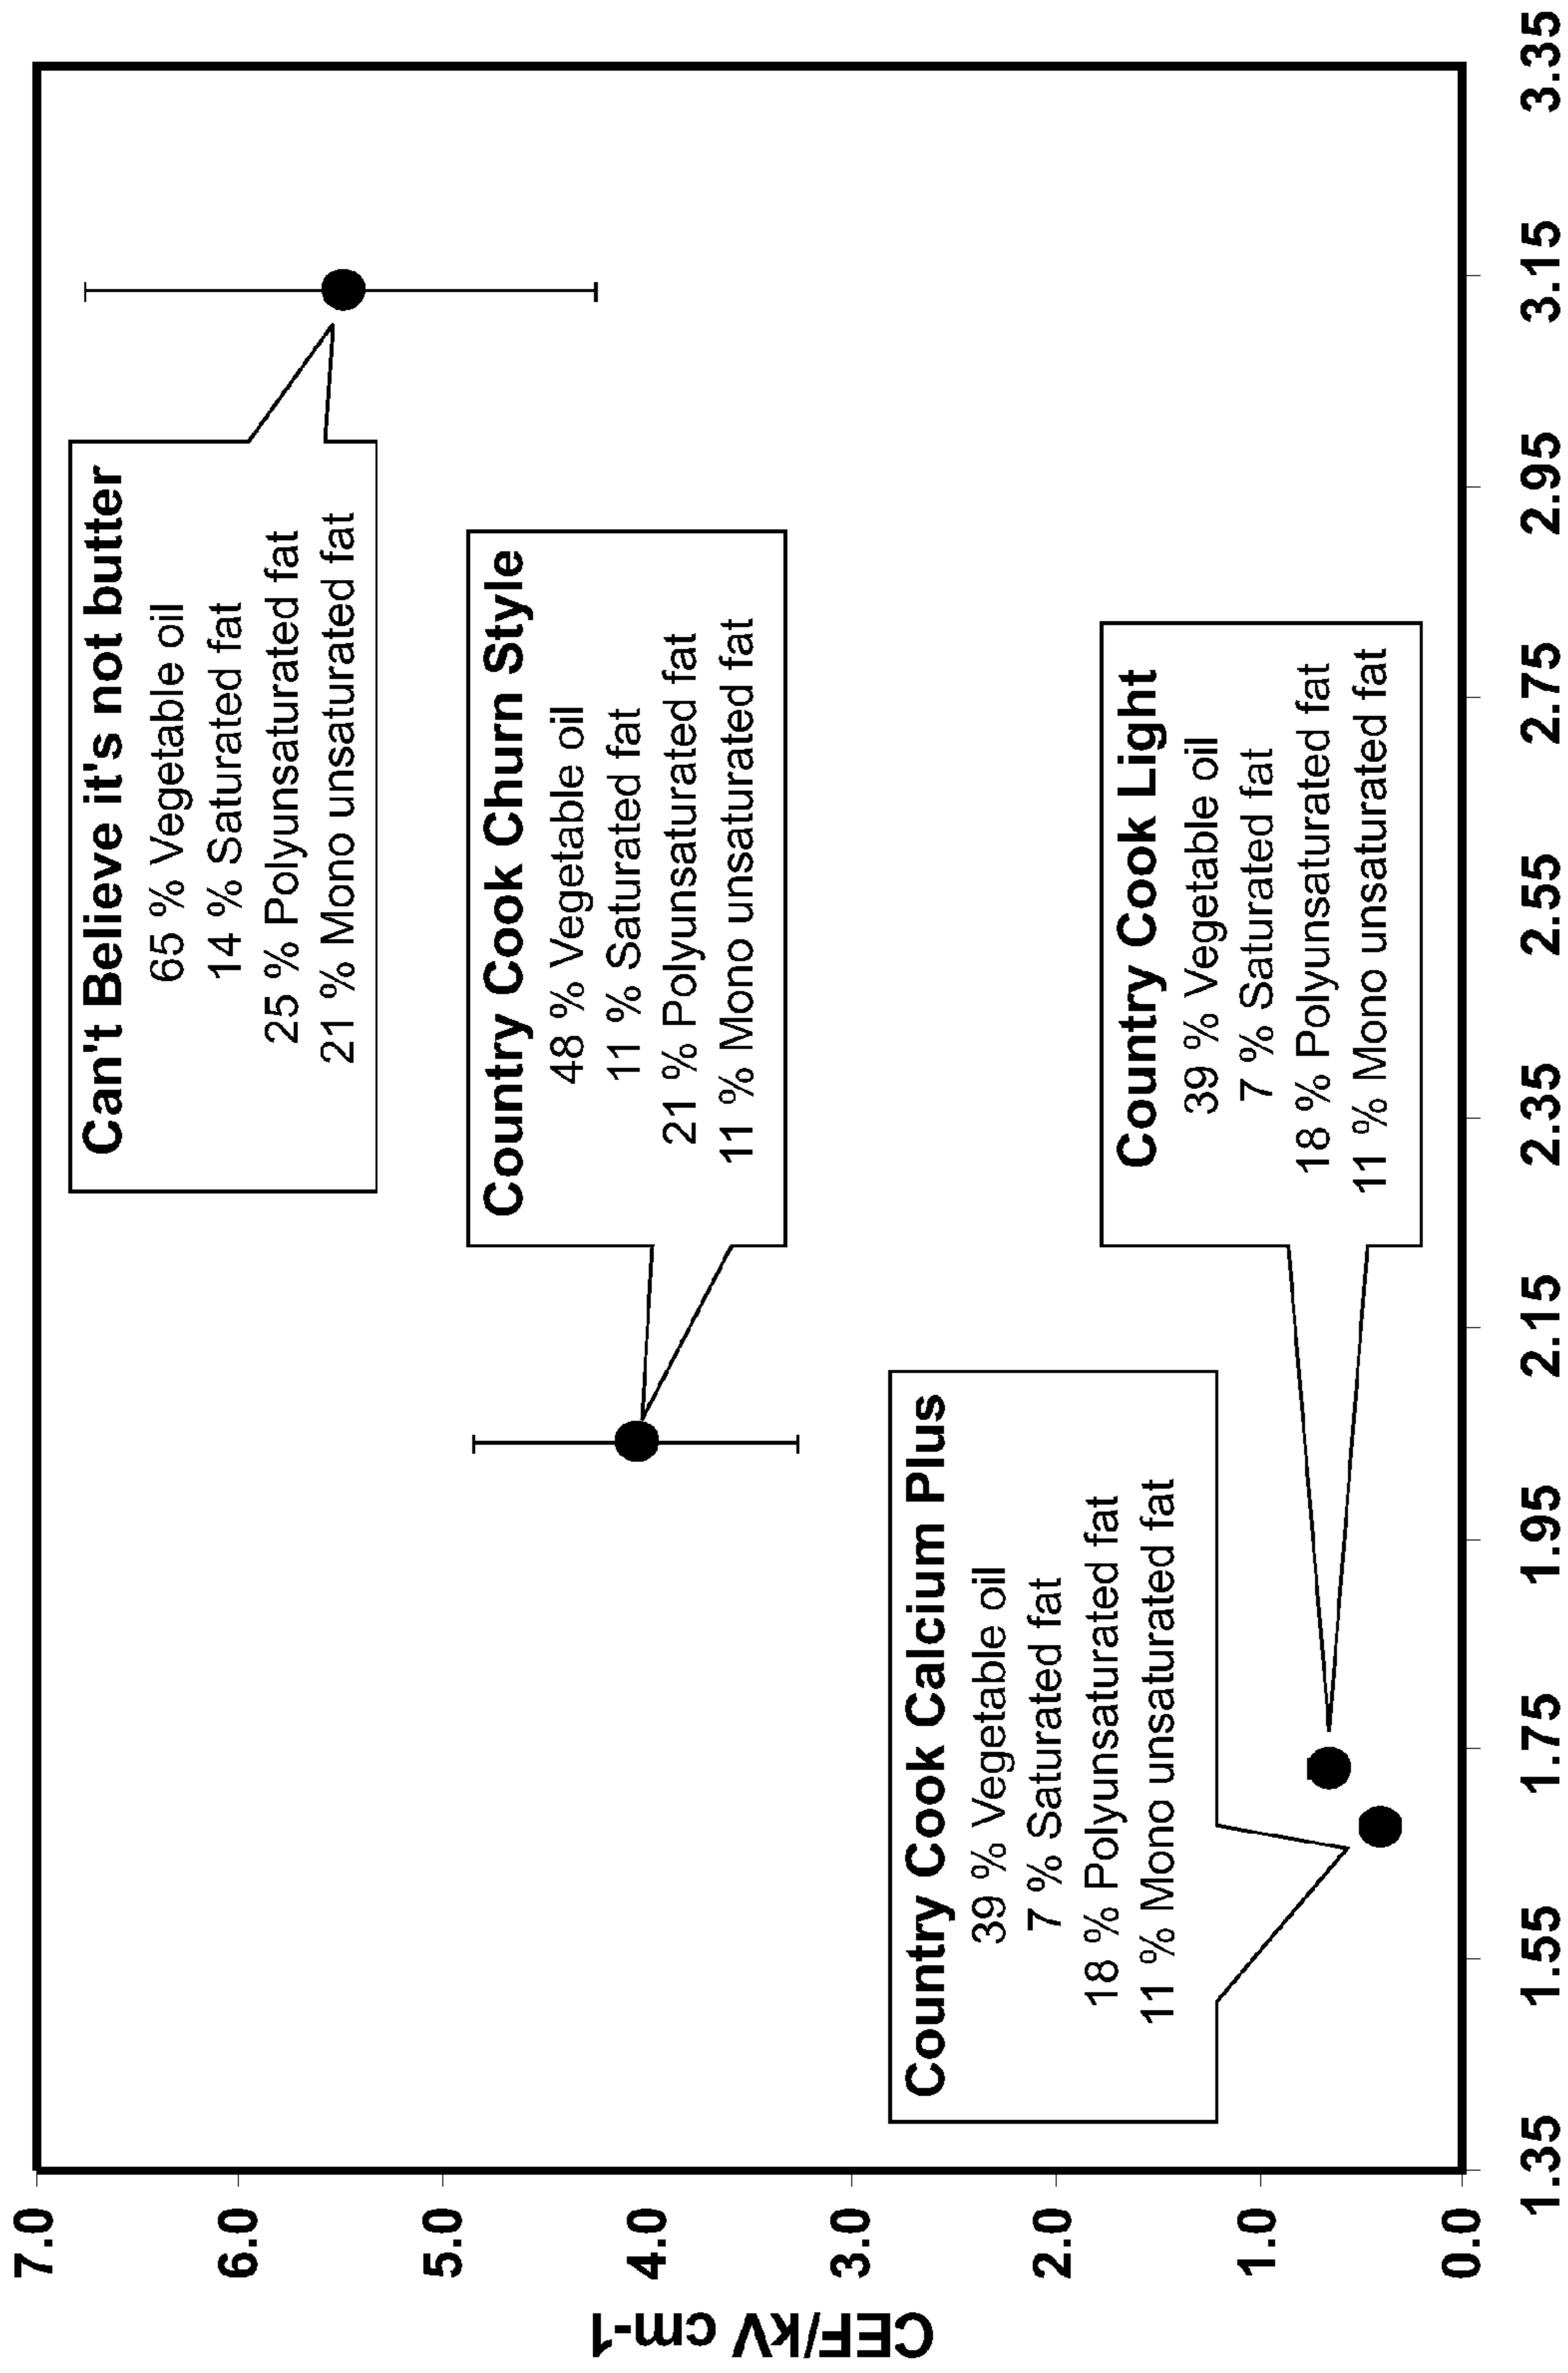 7.0
6.0
5.0
4.0
3.0
2.0
1.0
0.0
CEF/kV cm-1
Can't Believe it's not butter
65 % Vegetable oil
14 % Saturated fat
25 % Polyunsaturated fat
21 % Mono unsaturated fat
Country Cook Churn Style
48 % Vegetable oil
11 % Saturated fat
21 % Polyunsaturated fat
11 % Mono unsaturated fat
Country Cook Calcium Plus
39 % Vegetable oil
7 % Saturated fat
18 % Polyunsaturated fat
11 % Mono unsaturated fat
Country Cook Light
39 % Vegetable oil
7 % Saturated fat
18 % Polyunsaturated fat
11 % Mono unsaturated fat
1.35 1.55 1.75 1.95 2.15 2.35 2.55 2.75 2.95 3.15 3.35